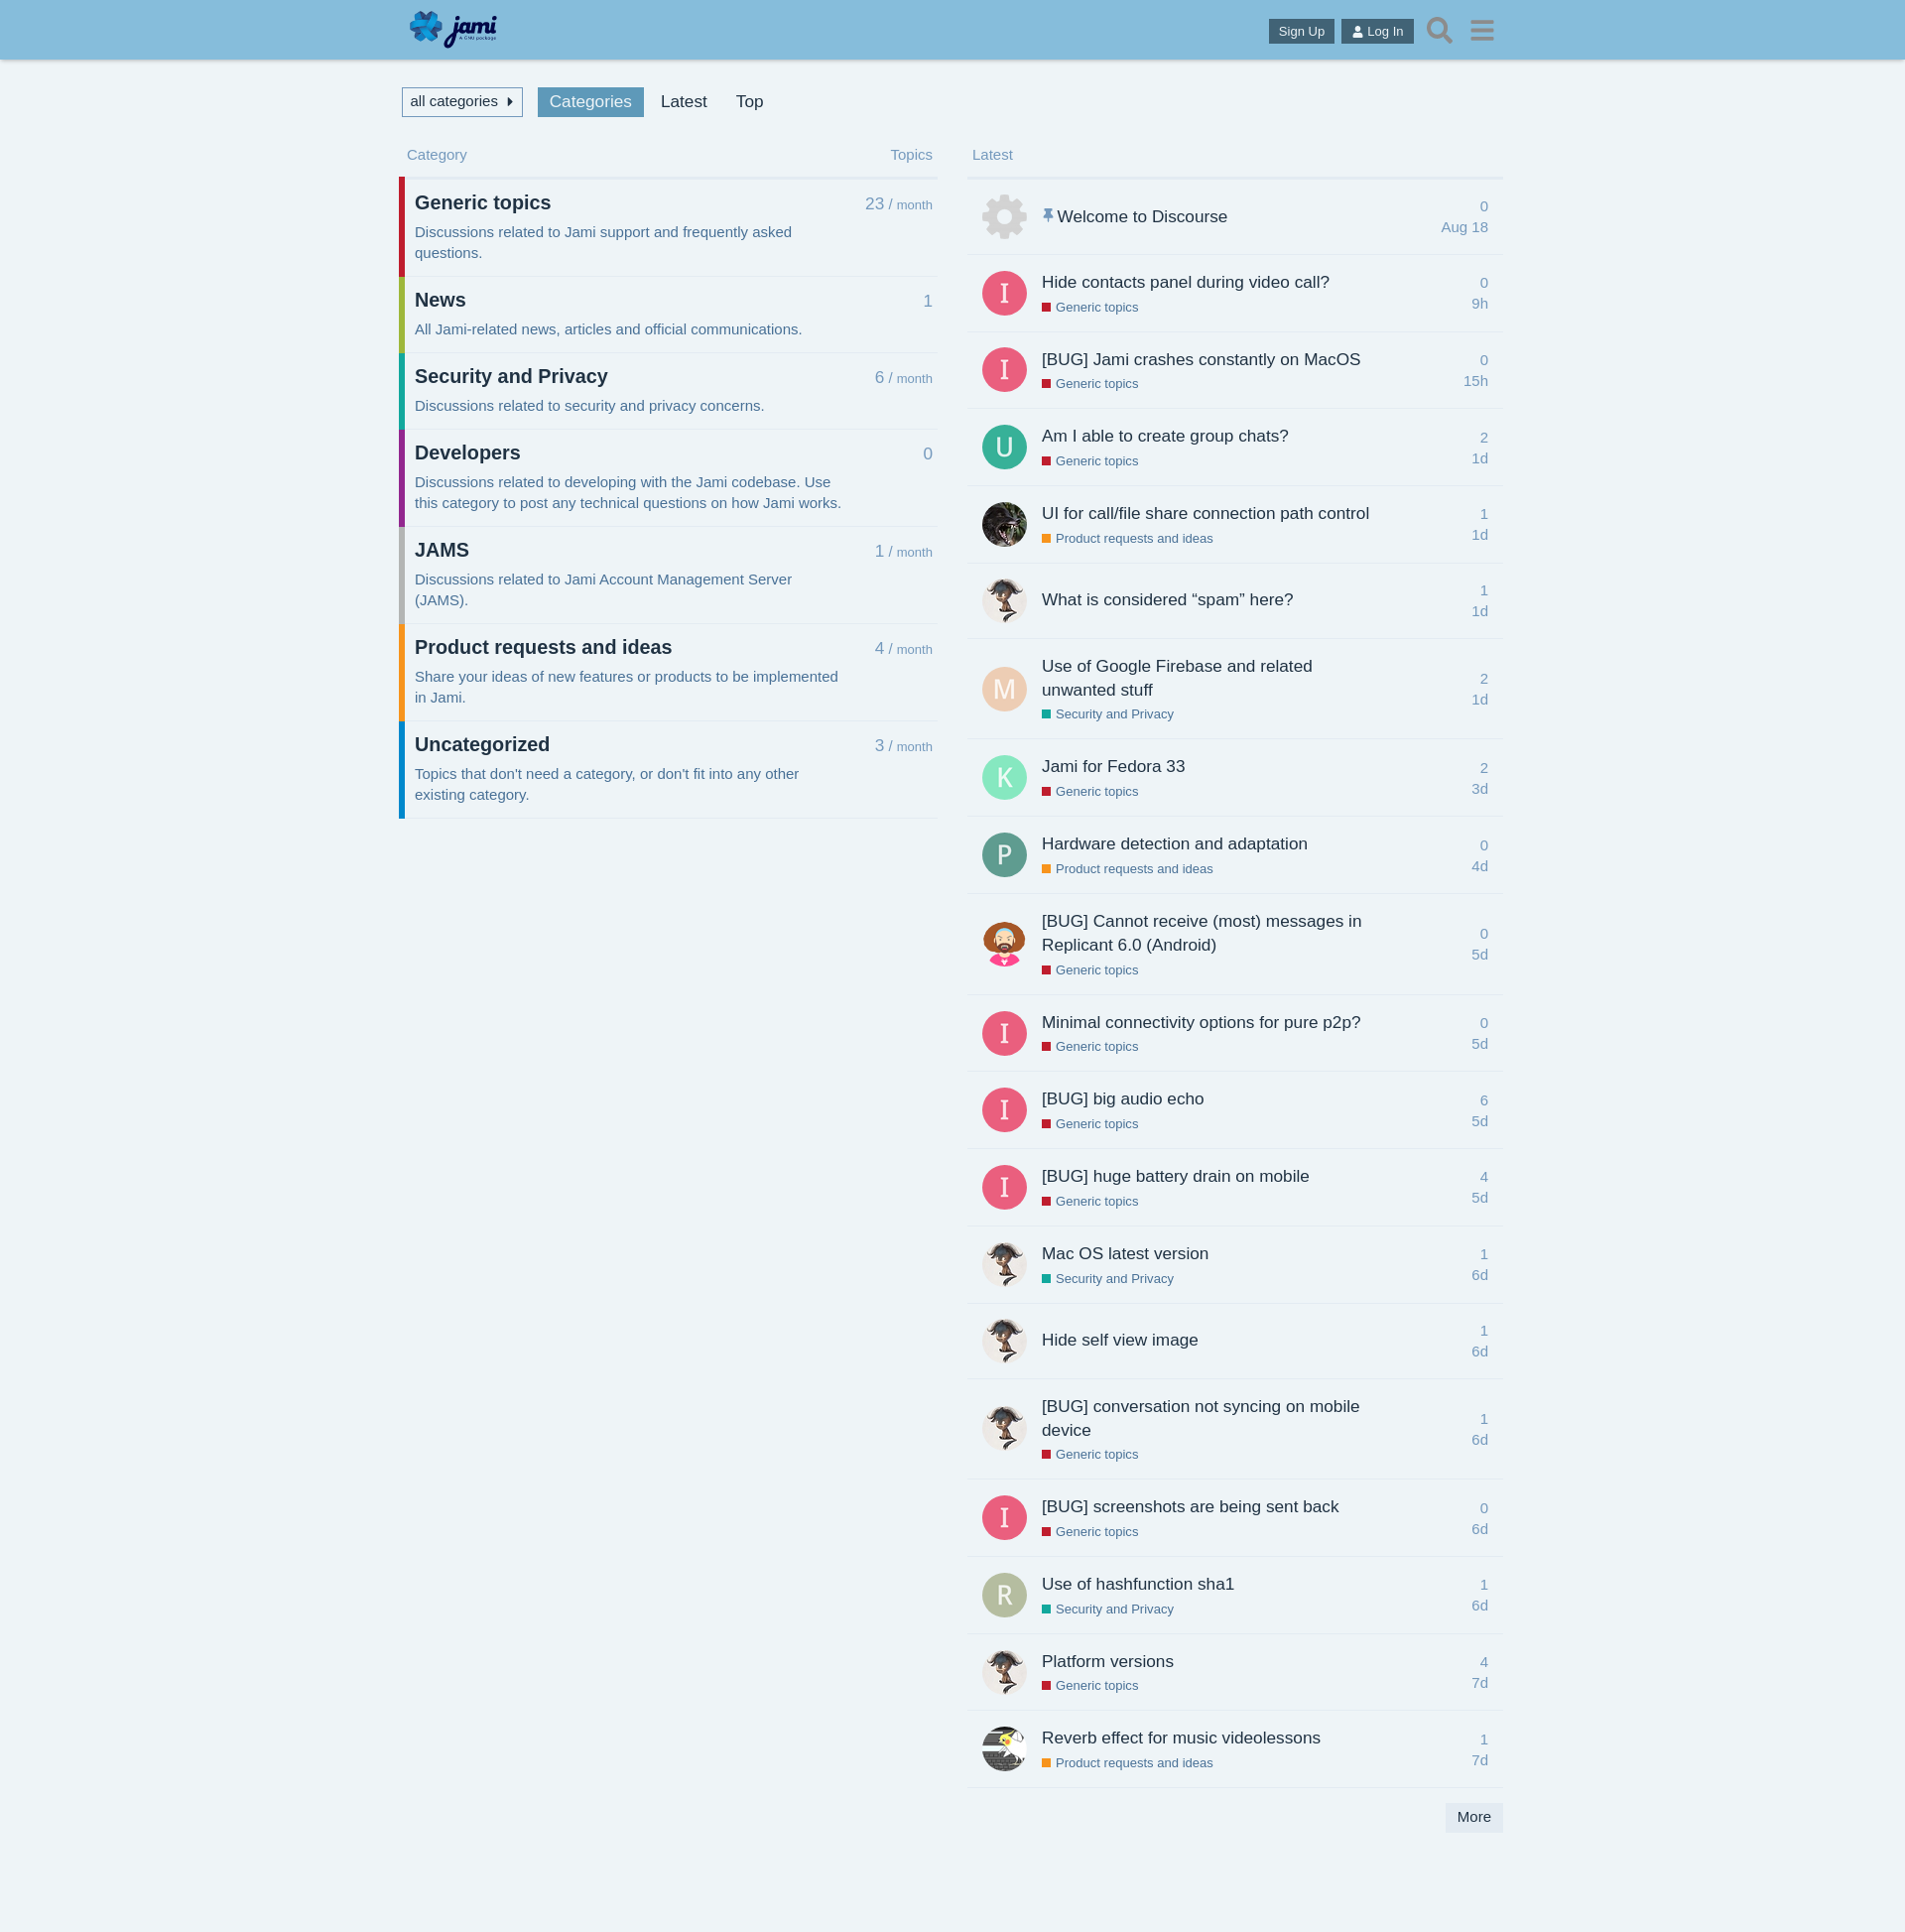 jami
A GNU package
Sign Up
Log In
all categories
Categories
Latest
Top
Category
Topics
Generic topics
23 / month
Discussions related to Jami support and frequently asked
questions.
News
1
All Jami-related news, articles and official communications.
Security and Privacy
6 / month
Discussions related to security and privacy concerns.
Developers
0
Discussions related to developing with the Jami codebase. Use
this category to post any technical questions on how Jami works.
JAMS
1 / month
Discussions related to Jami Account Management Server
(JAMS).
Product requests and ideas
4 / month
Share your ideas of new features or products to be implemented
in Jami.
Uncategorized
3 / month
Topics that don't need a category, or don't fit into any other
existing category.
Latest
Welcome to Discourse
0
Aug 18
I
Hide contacts panel during video call?
Generic topics
0
9h
I
[BUG] Jami crashes constantly on MacOS
Generic topics
0
15h
U
Am I able to create group chats?
Generic topics
2
1d
UI for call/file share connection path control
Product requests and ideas
1
1d
What is considered “spam” here?
1
1d
M
Use of Google Firebase and related
unwanted stuff
Security and Privacy
2
1d
K
Jami for Fedora 33
Generic topics
2
3d
P
Hardware detection and adaptation
Product requests and ideas
0
4d
[BUG] Cannot receive (most) messages in
Replicant 6.0 (Android)
Generic topics
0
5d
I
Minimal connectivity options for pure p2p?
Generic topics
0
5d
I
[BUG] big audio echo
Generic topics
6
5d
I
[BUG] huge battery drain on mobile
Generic topics
4
5d
Mac OS latest version
Security and Privacy
1
6d
Hide self view image
1
6d
[BUG] conversation not syncing on mobile
device
Generic topics
1
6d
I
[BUG] screenshots are being sent back
Generic topics
0
6d
R
Use of hashfunction sha1
Security and Privacy
1
6d
Platform versions
Generic topics
4
7d
Reverb effect for music videolessons
Product requests and ideas
1
7d
More